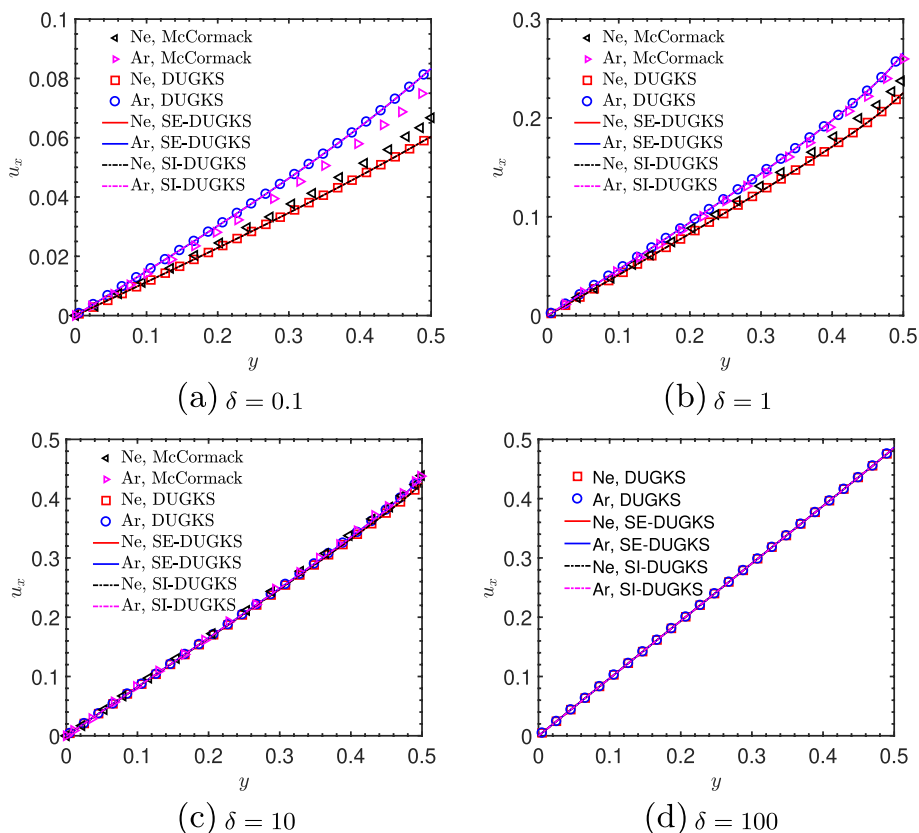 0.1
0.08
0.06
0.04
0.02
0
u_x
Ne, McCormack
Ar, McCormack
Ne, DUGKS
Ar, DUGKS
Ne, SE-DUGKS
Ar, SE-DUGKS
Ne, SI-DUGKS
Ar, SI-DUGKS
0 0.1 0.2 0.3 0.4 0.5
y
(a) δ = 0.1
0.3
0.2
0.1
0
u_x
Ne, McCormack
Ar, McCormack
Ne, DUGKS
Ar, DUGKS
Ne, SE-DUGKS
Ar, SE-DUGKS
Ne, SI-DUGKS
Ar, SI-DUGKS
0 0.1 0.2 0.3 0.4 0.5
y
(b) δ = 1
0.5
0.4
0.3
0.2
0.1
0
u_x
Ne, McCormack
Ar, McCormack
Ne, DUGKS
Ar, DUGKS
Ne, SE-DUGKS
Ar, SE-DUGKS
Ne, SI-DUGKS
Ar, SI-DUGKS
0 0.1 0.2 0.3 0.4 0.5
y
(c) δ = 10
0.5
0.4
0.3
0.2
0.1
0
u_x
Ne, DUGKS
Ar, DUGKS
Ne, SE-DUGKS
Ar, SE-DUGKS
Ne, SI-DUGKS
Ar, SI-DUGKS
0 0.1 0.2 0.3 0.4 0.5
y
(d) δ = 100